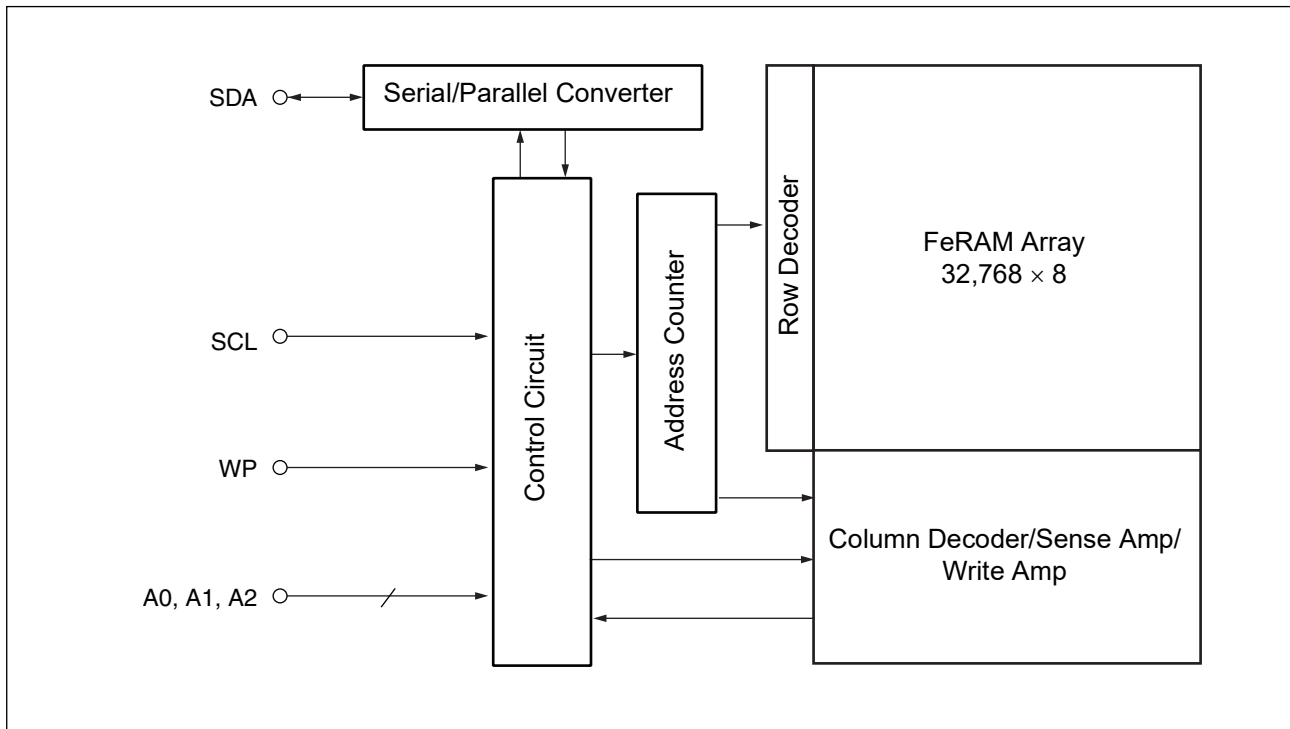 SDA
Serial/Parallel Converter
SCL
WP
A0, A1, A2
Control Circuit
Address Counter
Row Decoder
FeRAM Array
32,768 × 8
Column Decoder/Sense Amp/
Write Amp